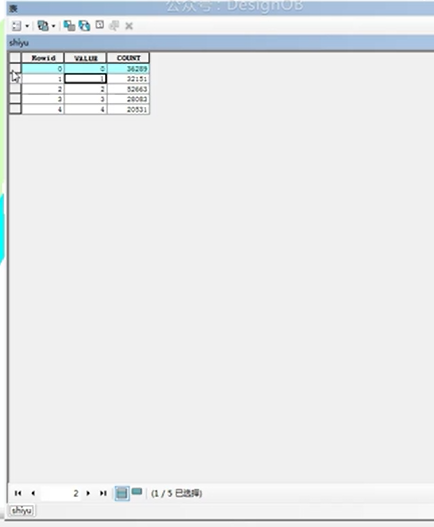 公众号：DesignOB
表
shiyu
Rowid VALUE COUNT
0 0 36289
1 1 32151
2 2 52663
3 3 28083
4 4 20531
2 (1 / 5 已选择)
shiyu